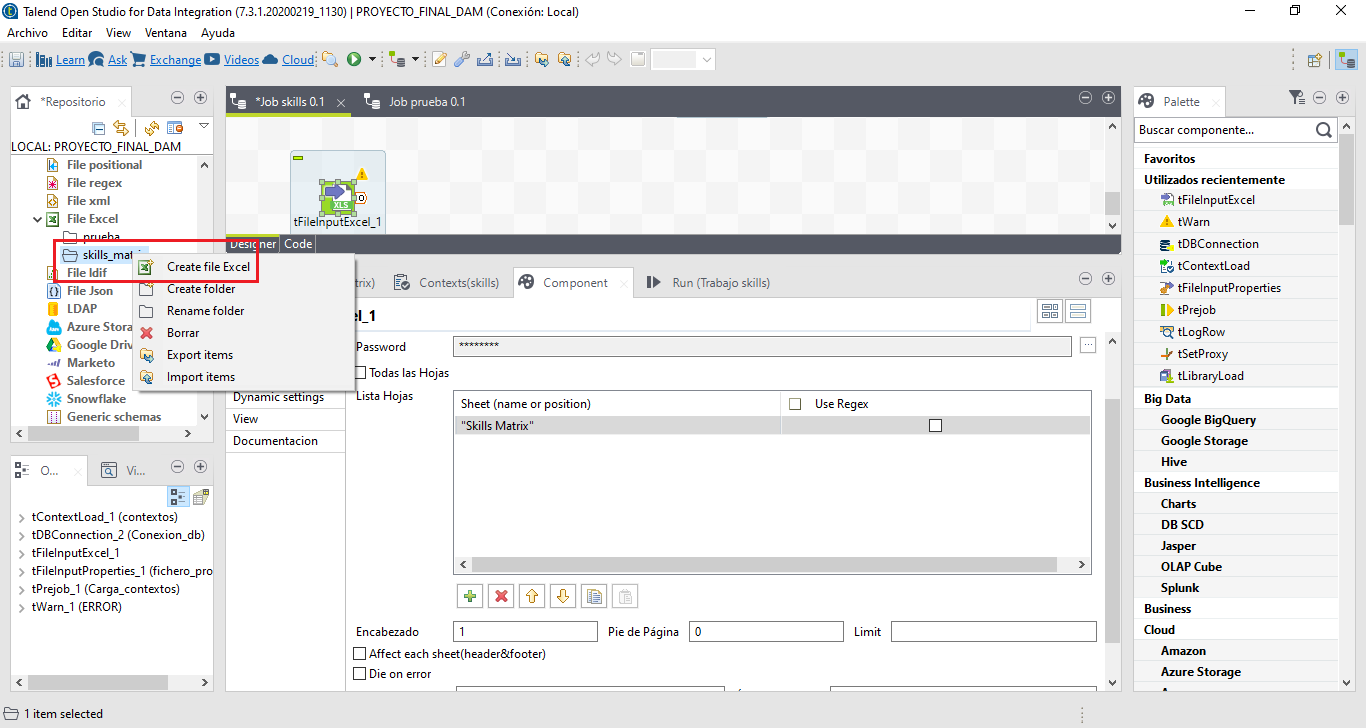 Talend Open Studio for Data Integration (7.3.1.20200219_1130) | PROYECTO_FINAL_DAM (Conexión: Local)
Archivo Editar View Ventana Ayuda
Learn Ask Exchange Videos Cloud
*Repositorio
LOCAL: PROYECTO_FINAL_DAM
File positional
File regex
File xml
File Excel
prueba
skills_matri
File ldif
File Json
LDAP
Azure Stora
Google Driv
Marketo
Salesforce
Snowflake
Generic schemas
Create file Excel
Create folder
Rename folder
Borrar
Export items
Import items
O...
Vi...
tContextLoad_1 (contextos)
tDBConnection_2 (Conexion_db)
tFileInputExcel_1
tFileInputProperties_1 (fichero_pro
tPrejob_1 (Carga_contextos)
tWarn_1 (ERROR)
*Job skills 0.1
Job prueba 0.1
XLS
tFileInputExcel_1
Designer Code
trix) Contexts(skills) Component Run (Trabajo skills)
el_1
Dynamic settings
View
Documentacion
Password ******** ...
Todas las Hojas
Lista Hojas
Sheet (name or position) Use Regex
"Skills Matrix"
Encabezado 1 Pie de Página 0 Limit
Affect each sheet(header&footer)
Die on error
Palette
Buscar componente...
Favoritos
Utilizados recientemente
tFileInputExcel
tWarn
tDBConnection
tContextLoad
tFileInputProperties
tPrejob
tLogRow
tSetProxy
tLibraryLoad
Big Data
Google BigQuery
Google Storage
Hive
Business Intelligence
Charts
DB SCD
Jasper
OLAP Cube
Splunk
Business
Cloud
Amazon
Azure Storage
1 item selected